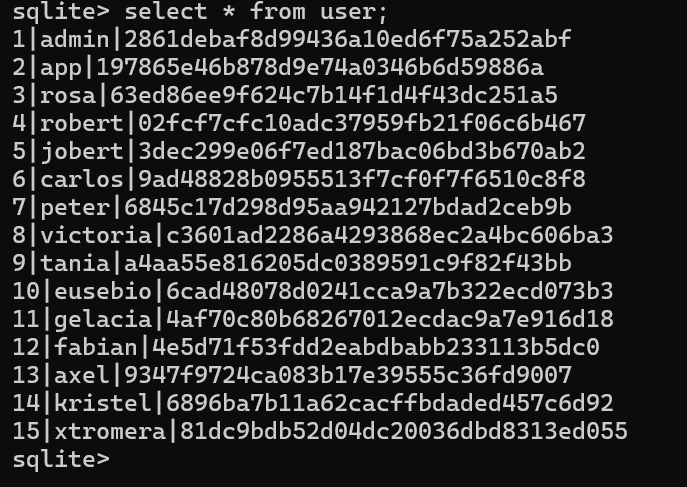 sqlite> select * from user;
1|admin|2861debaf8d99436a10ed6f75a252abf
2|app|197865e46b878d9e74a0346b6d59886a
3|rosa|63ed86ee9f624c7b14f1d4f43dc251a5
4|robert|02fcf7cfc10adc37959fb21f06c6b467
5|jobert|3dec299e06f7ed187bac06bd3b670ab2
6|carlos|9ad48828b0955513f7cf0f7f6510c8f8
7|peter|6845c17d298d95aa942127bdad2ceb9b
8|victoria|c3601ad2286a4293868ec2a4bc606ba3
9|tania|a4aa55e816205dc0389591c9f82f43bb
10|eusebio|6cad48078d0241cca9a7b322ecd073b3
11|gelacia|4af70c80b68267012ecdac9a7e916d18
12|fabian|4e5d71f53fdd2eabdbabb233113b5dc0
13|axel|9347f9724ca083b17e39555c36fd9007
14|kristel|6896ba7b11a62cacffbdaded457c6d92
15|xtromera|81dc9bdb52d04dc20036dbd8313ed055
sqlite>